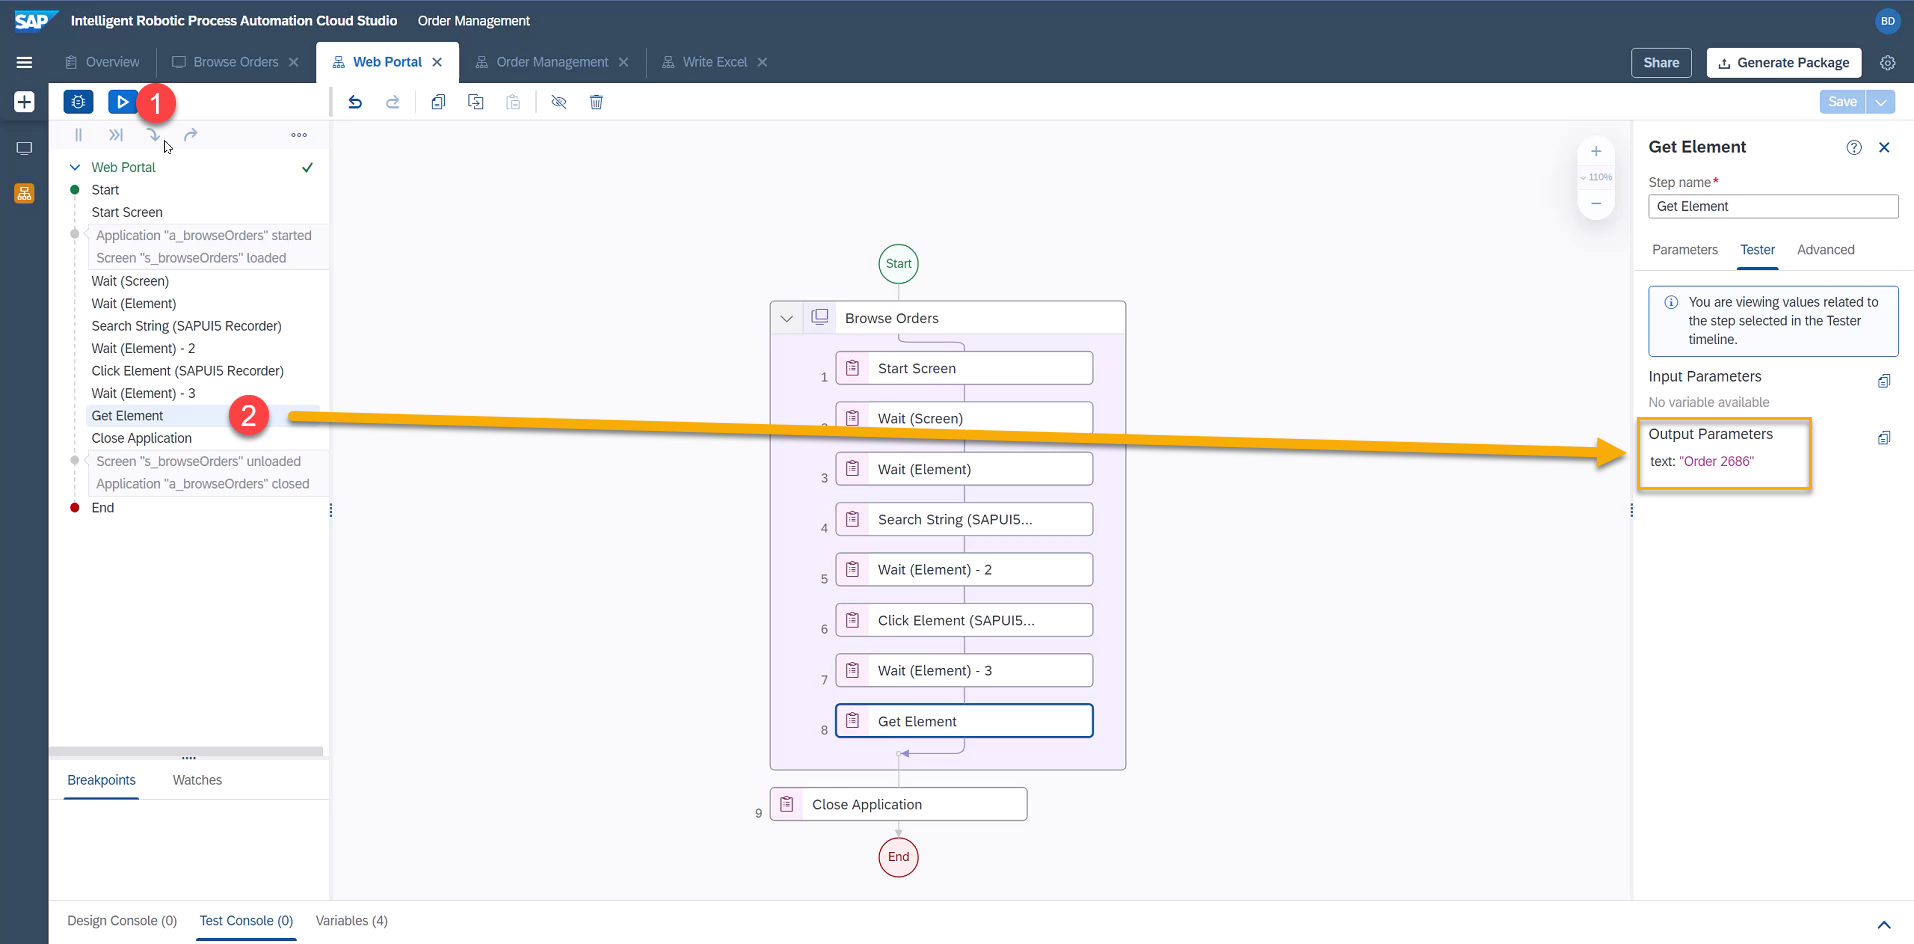 SAP Intelligent Robotic Process Automation Cloud Studio Order Management BD
Overview Browse Orders Web Portal Order Management Write Excel Share Generate Package
1 Save
110%
Web Portal
Start
Start Screen
Application "a_browseOrders" started
Screen "s_browseOrders" loaded
Wait (Screen)
Wait (Element)
Search String (SAPUI5 Recorder)
Wait (Element) - 2
Click Element (SAPUI5 Recorder)
Wait (Element) - 3
Get Element 2
Close Application
Screen "s_browseOrders" unloaded
Application "a_browseOrders" closed
End
Breakpoints Watches
Start
Browse Orders
1 Start Screen
Wait (Screen)
3 Wait (Element)
4 Search String (SAPUI5...
5 Wait (Element) - 2
6 Click Element (SAPUI5...
7 Wait (Element) - 3
8 Get Element
9 Close Application
End
Get Element
Step name*
Get Element
Parameters Tester Advanced
You are viewing values related to
the step selected in the Tester
timeline.
Input Parameters
No variable available
Output Parameters
text: "Order 2686"
Design Console (0) Test Console (0) Variables (4)